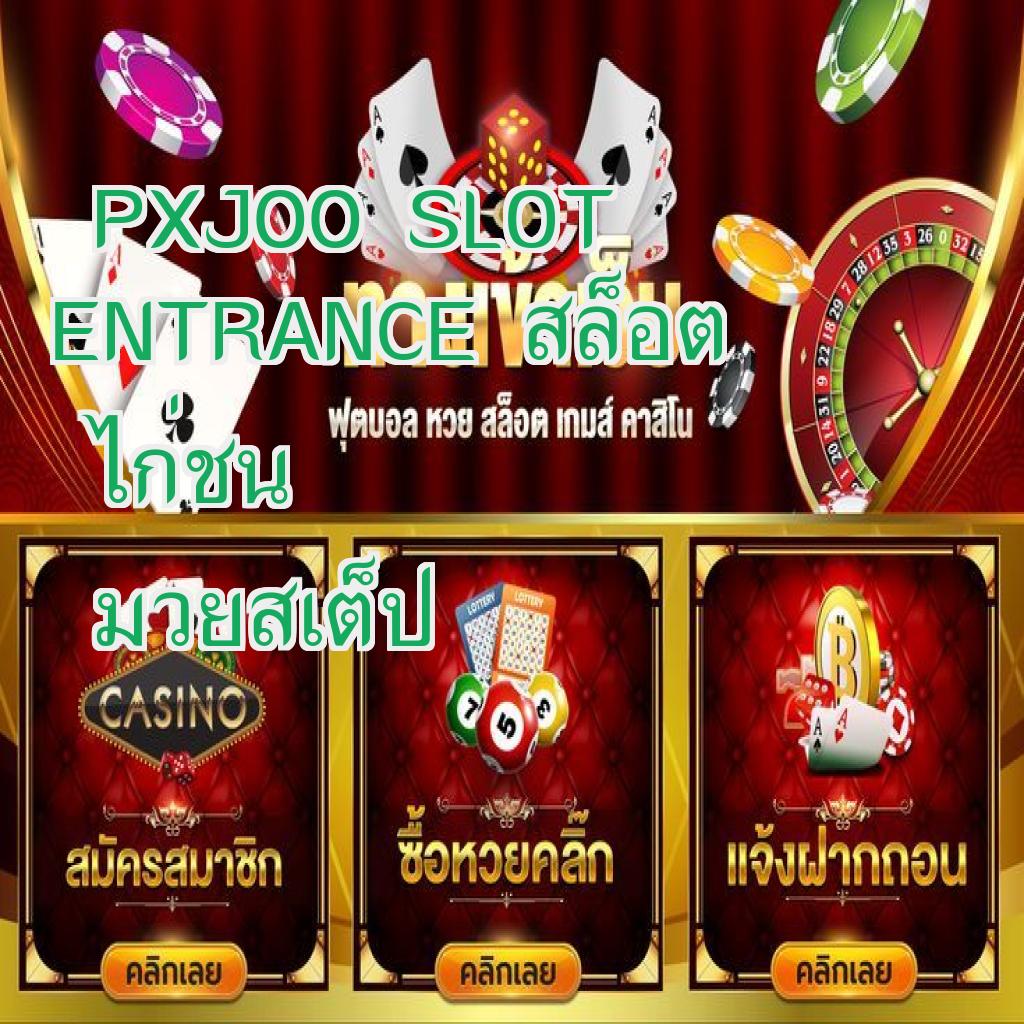 PXJOO SLOT
ENTRANCE สล็อต
ไก่ชน
ฟุตบอล หวย สล็อต เกมส์ คาสิโน
มวยสเต็ป
LOTTERY LOTTERY
CASINO
7 5 3
สมัครสมาชิก
ซื้อหวยคลิ๊ก
แจ้งฝากถอน
คลิกเลย
คลิกเลย
คลิกเลย